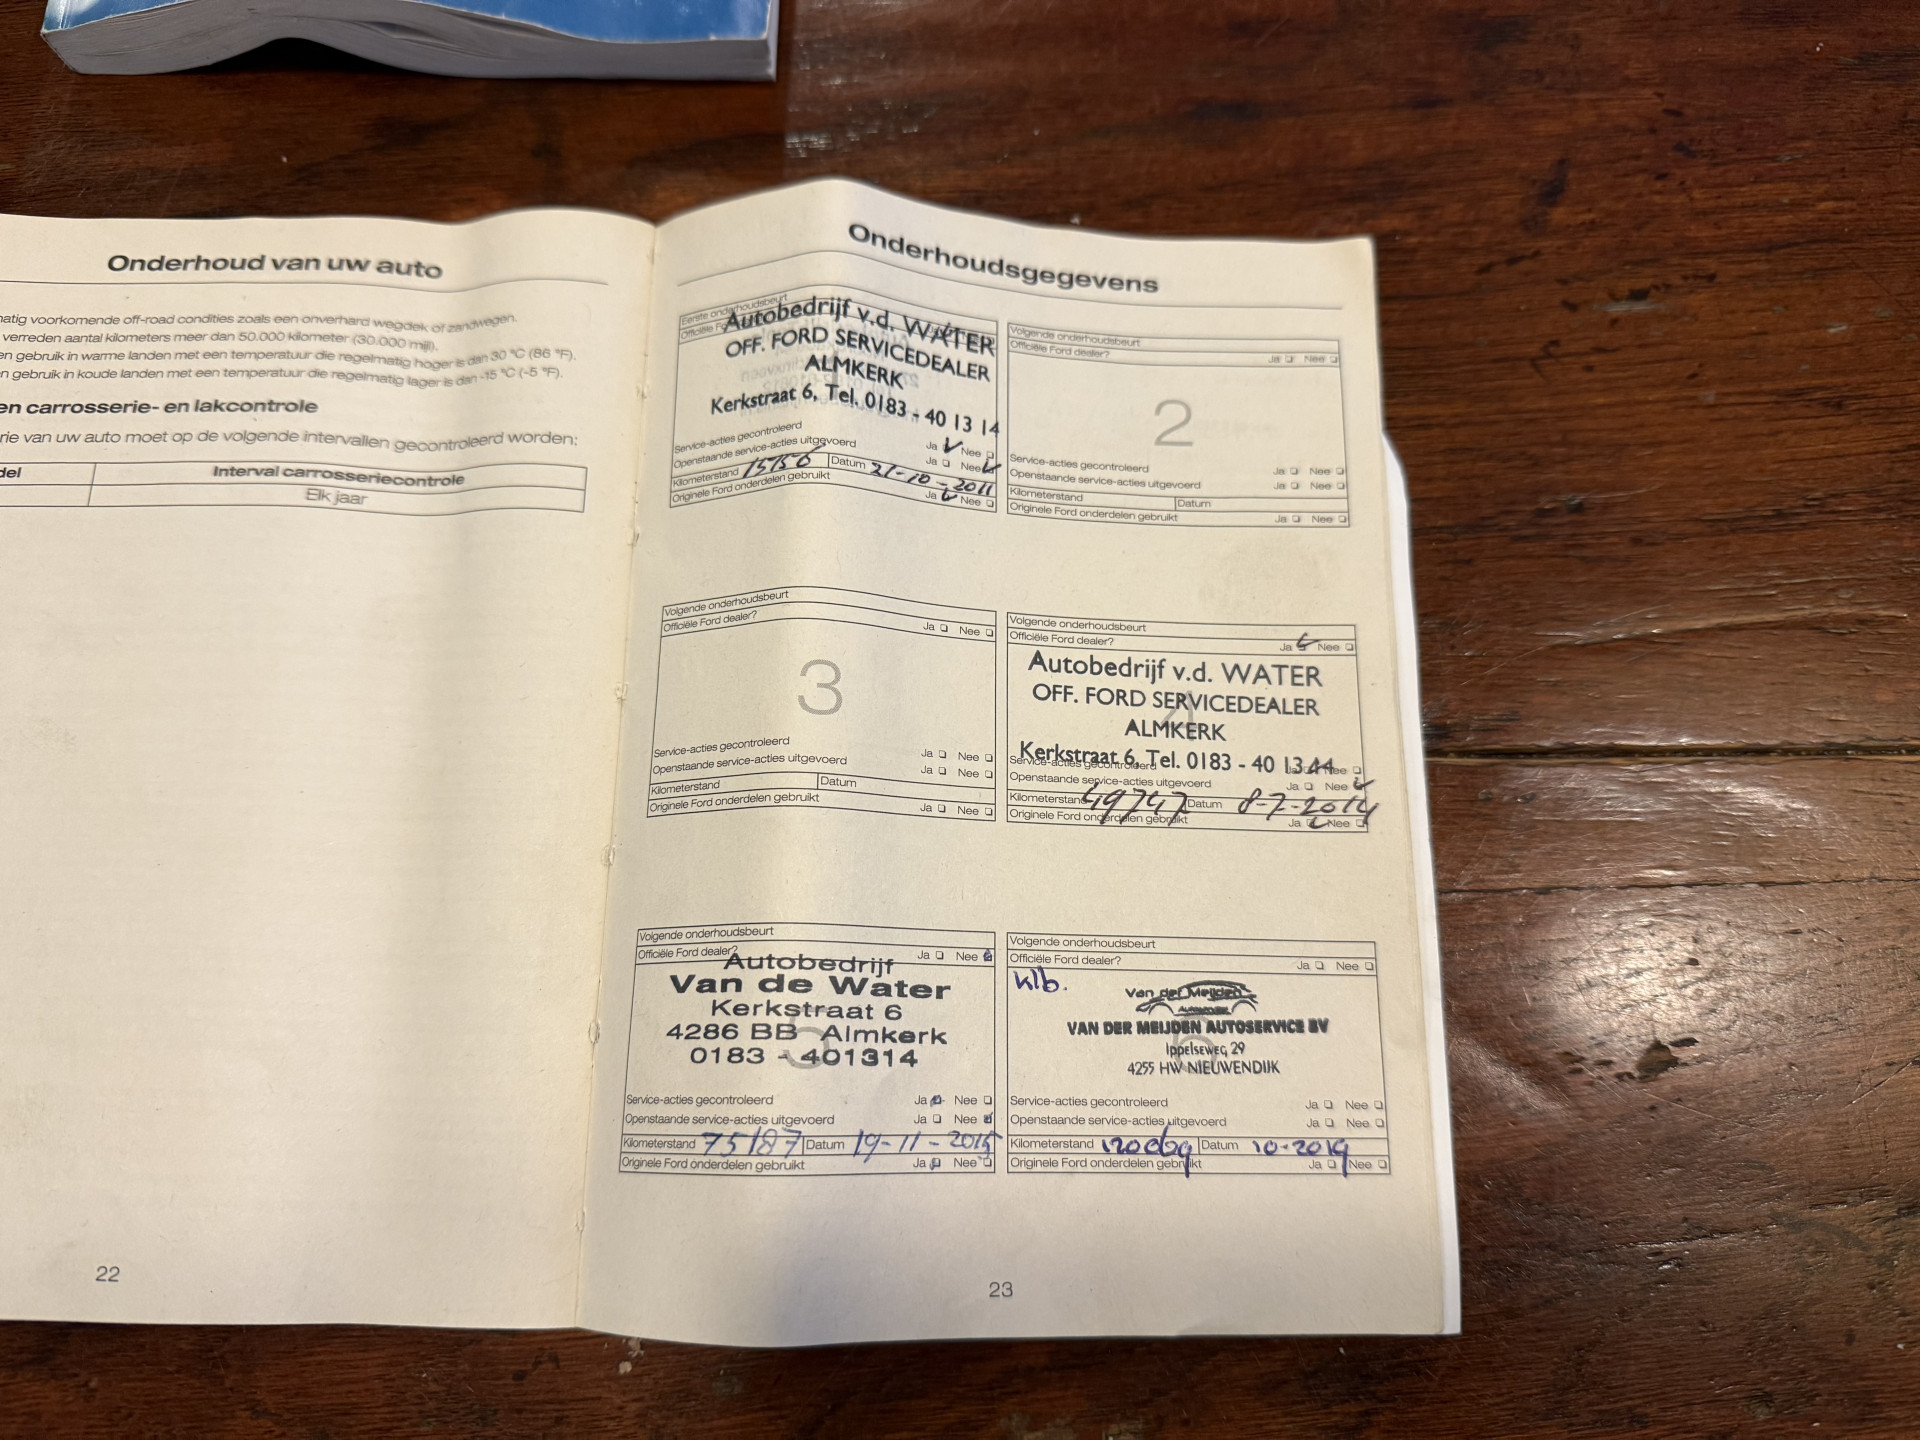 Onderhoud van uw auto
matig voorkomende off-road condities zoals een onverhard wegdek of zandwegen.
verreden aantal kilometers meer dan 50.000 kilometer (30.000 mijl).
en gebruik in warme landen met een temperatuur die regelmatig hoger is dan 30 °C (86 °F).
n gebruik in koude landen met een temperatuur die regelmatig lager is dan -15 °C (-5 °F).
en carrosserie- en lakcontrole
rie van uw auto moet op de volgende intervallen gecontroleerd worden:
del Interval carrosseriecontrole
Elk jaar
22
Onderhoudsgegevens
Eerste onderhoudsbeurt
Autobedrijf v.d. WATER
OFF. FORD SERVICEDEALER
ALMKERK
Kerkstraat 6, Tel. 0183 - 40 13 14
Service-acties gecontroleerd Ja Nee
Openstaande service-acties uitgevoerd Ja Nee
Kilometerstand 15156 Datum 21-10-2011
Originele Ford onderdelen gebruikt Ja Nee
Volgende onderhoudsbeurt
Officiële Ford dealer? Ja Nee
2
Service-acties gecontroleerd Ja Nee
Openstaande service-acties uitgevoerd Ja Nee
Kilometerstand Datum
Originele Ford onderdelen gebruikt Ja Nee
Volgende onderhoudsbeurt
Officiële Ford dealer? Ja Nee
3
Service-acties gecontroleerd Ja Nee
Openstaande service-acties uitgevoerd Ja Nee
Kilometerstand Datum
Originele Ford onderdelen gebruikt Ja Nee
Volgende onderhoudsbeurt
Officiële Ford dealer? Ja Nee
4
Autobedrijf v.d. WATER
OFF. FORD SERVICEDEALER
ALMKERK
Kerkstraat 6, Tel. 0183 - 40 13 14
Service-acties gecontroleerd Ja Nee
Openstaande service-acties uitgevoerd Ja Nee
Kilometerstand 49747 Datum 8-7-2014
Originele Ford onderdelen gebruikt Ja Nee
Volgende onderhoudsbeurt
Officiële Ford dealer? Ja Nee
5
Autobedrijf
Van de Water
Kerkstraat 6
4286 BB Almkerk
0183 - 401314
Service-acties gecontroleerd Ja Nee
Openstaande service-acties uitgevoerd Ja Nee
Kilometerstand 75187 Datum 19-11-2015
Originele Ford onderdelen gebruikt Ja Nee
Volgende onderhoudsbeurt
Officiële Ford dealer? Ja Nee
klb.
6
Van der Meijden
VAN DER MEIJDEN AUTOSERVICE BV
Ippelseweg 29
4255 HW NIEUWENDIJK
Service-acties gecontroleerd Ja Nee
Openstaande service-acties uitgevoerd Ja Nee
Kilometerstand Datum 10-2019
Originele Ford onderdelen gebruikt Ja Nee
23